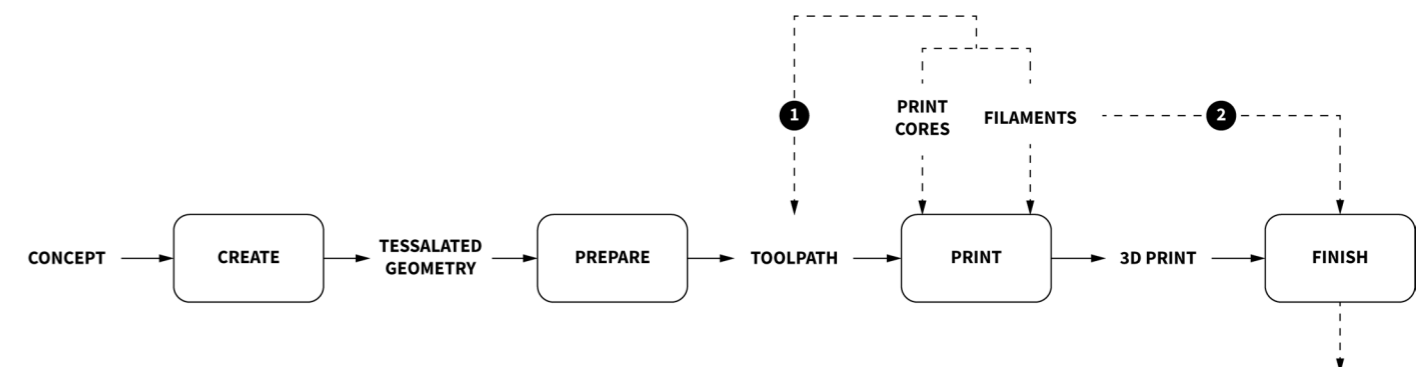 1
PRINT
CORES
FILAMENTS
2
CONCEPT
CREATE
TESSALATED
GEOMETRY
PREPARE
TOOLPATH
PRINT
3D PRINT
FINISH